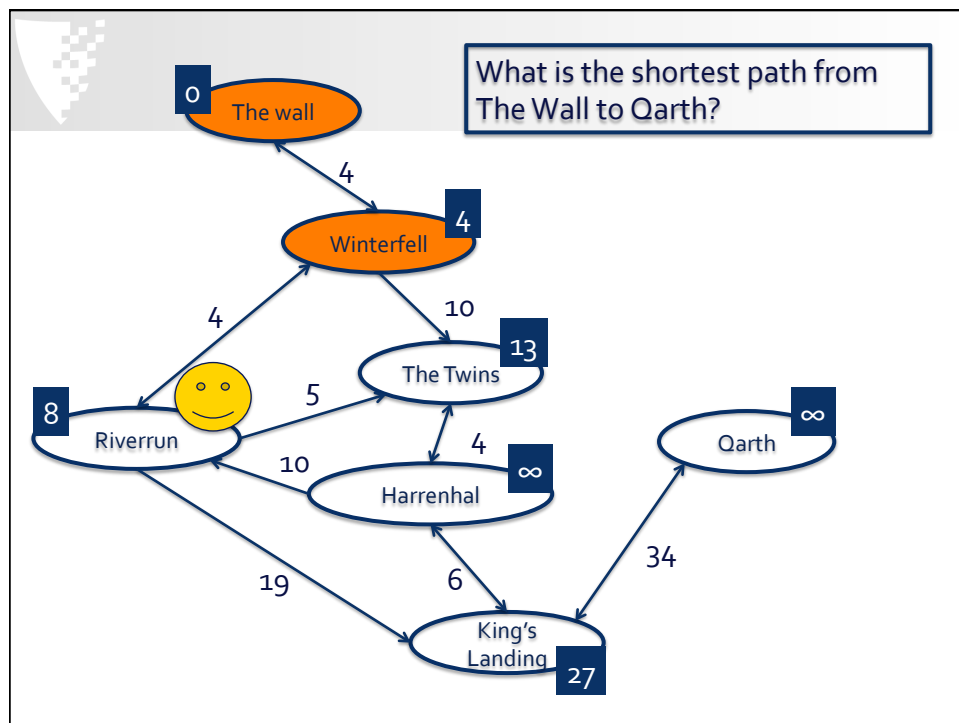 What is the shortest path from
The Wall to Qarth?
0
The wall
4
4
Winterfell
4
10
13
The Twins
8
Riverrun
5
∞
Qarth
4
10
∞
Harrenhal
34
19
6
King's
Landing
27